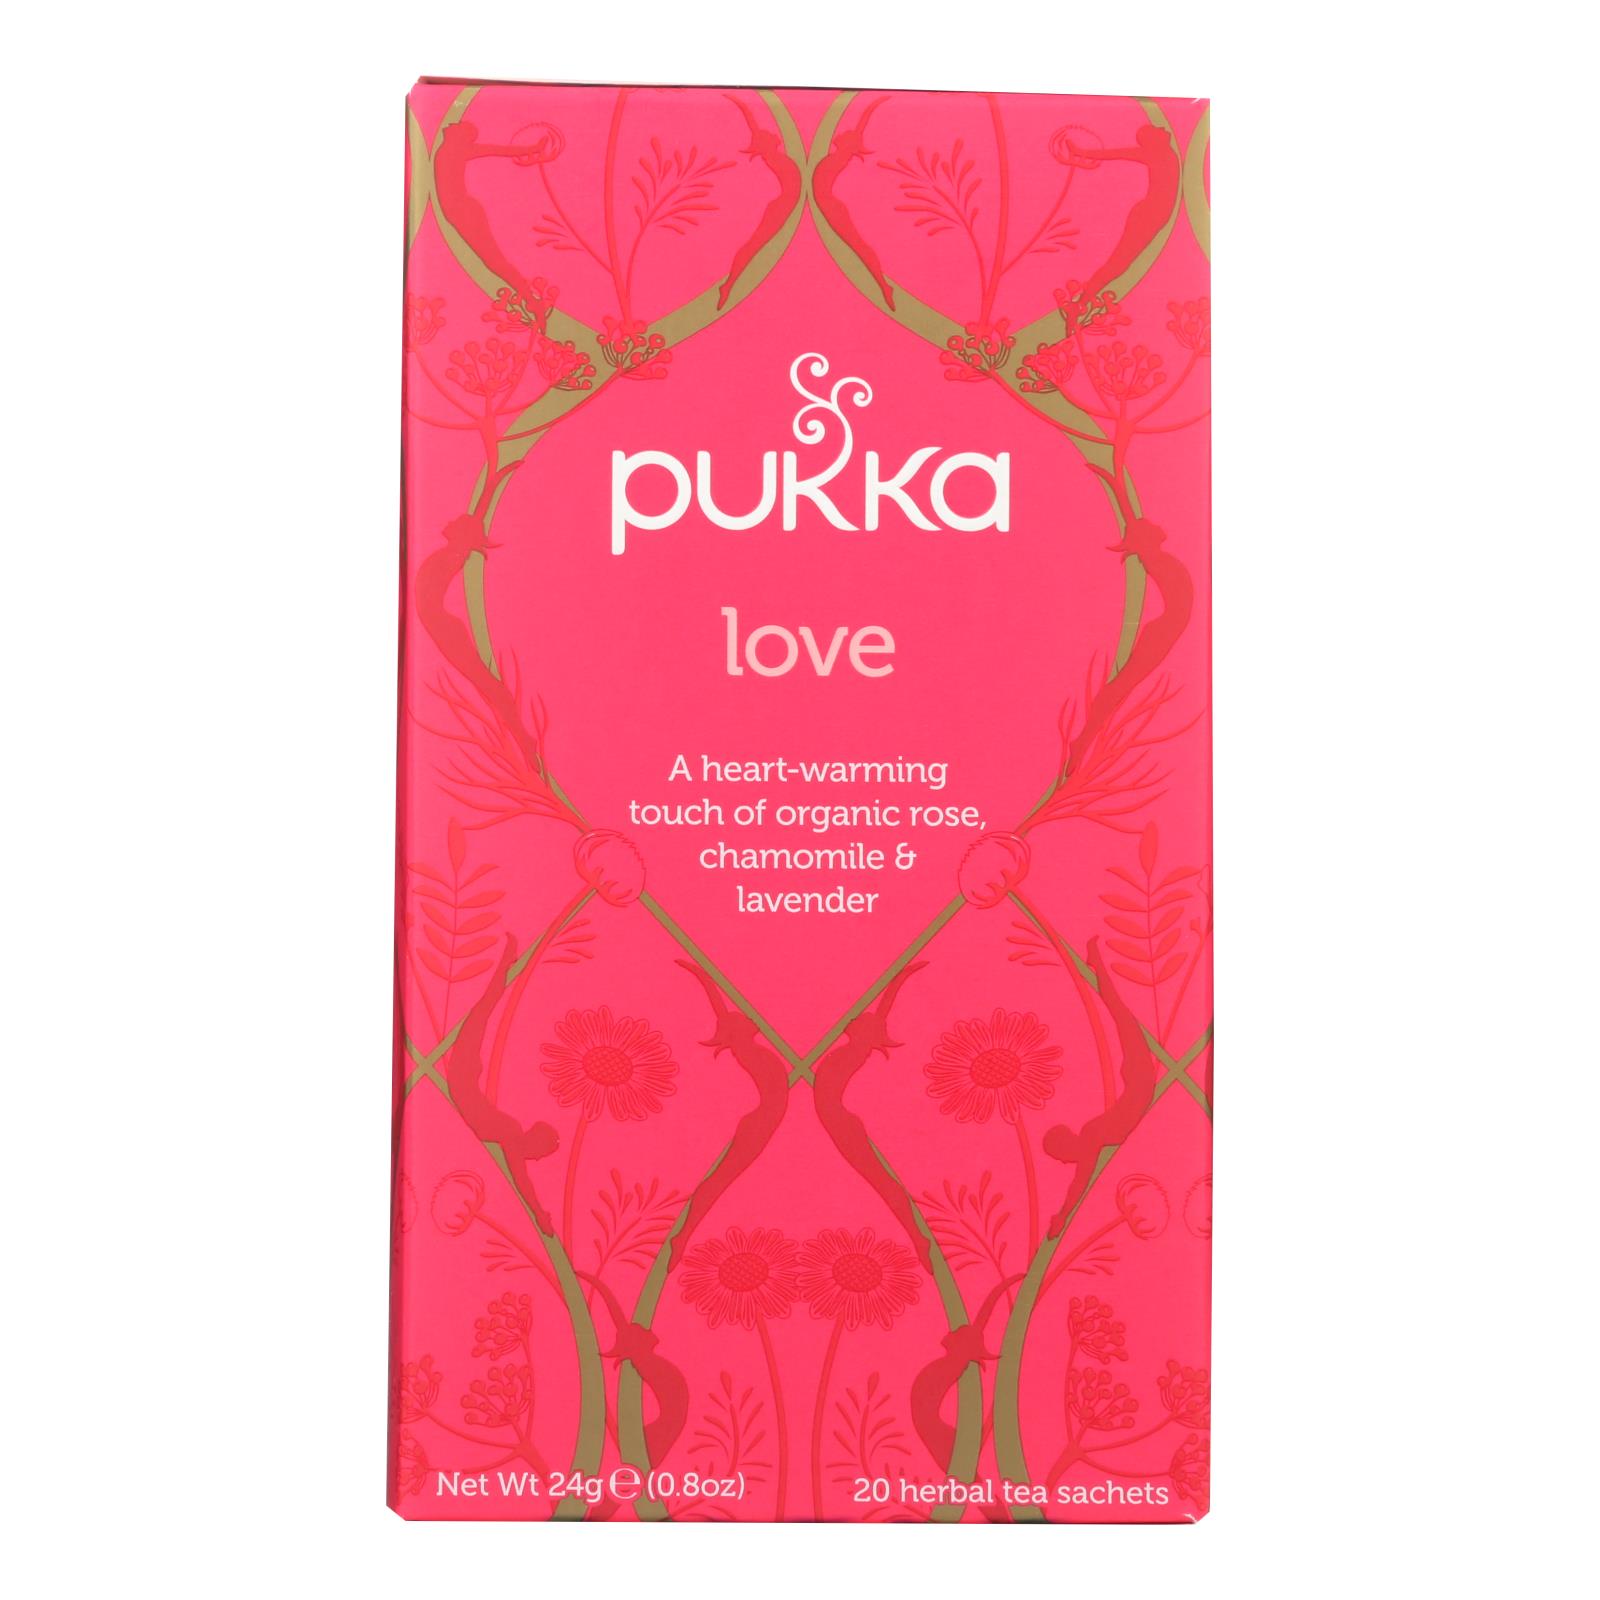 pukka
love
A heart-warming
touch of organic rose,
chamomile &
lavender
Net Wt 24g ℮ (0.8oz)
20 herbal tea sachets